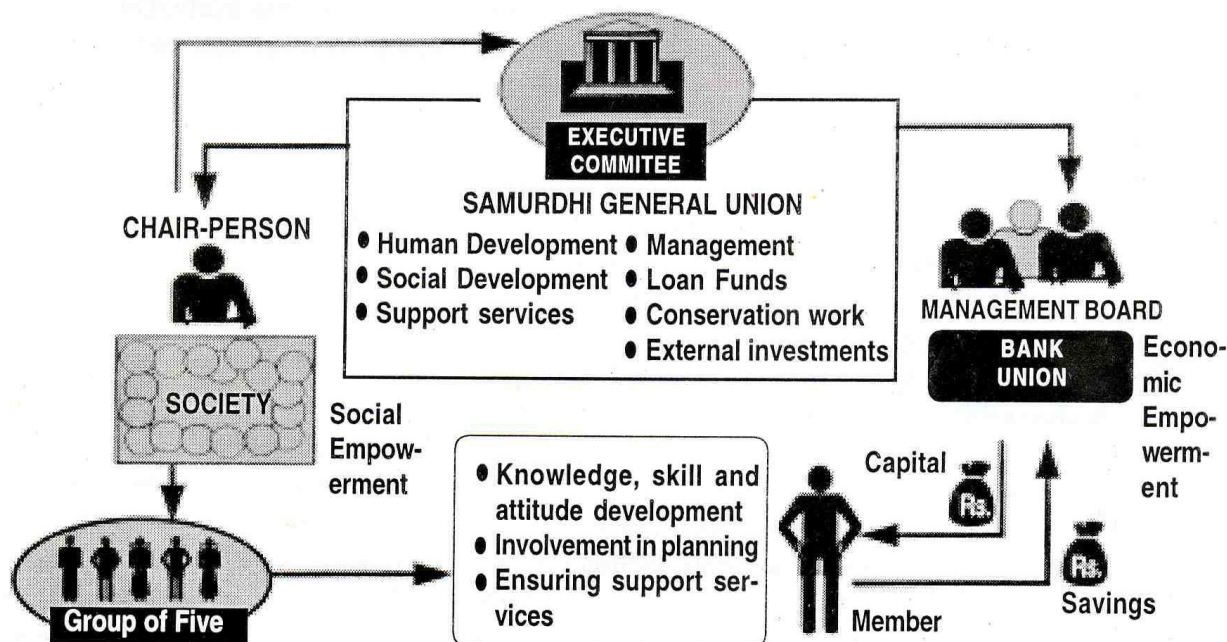 EXECUTIVE
COMMITEE
SAMURDHI GENERAL UNION
● Human Development
● Social Development
● Support services
● Management
● Loan Funds
● Conservation work
● External investments
CHAIR-PERSON
SOCIETY
Social
Empow-
erment
Group of Five
● Knowledge, skill and
attitude development
● Involvement in planning
● Ensuring support ser-
vices
MANAGEMENT BOARD
BANK
UNION
Econo-
mic
Empo-
werm-
ent
Capital
Rs.
Rs.
Savings
Member